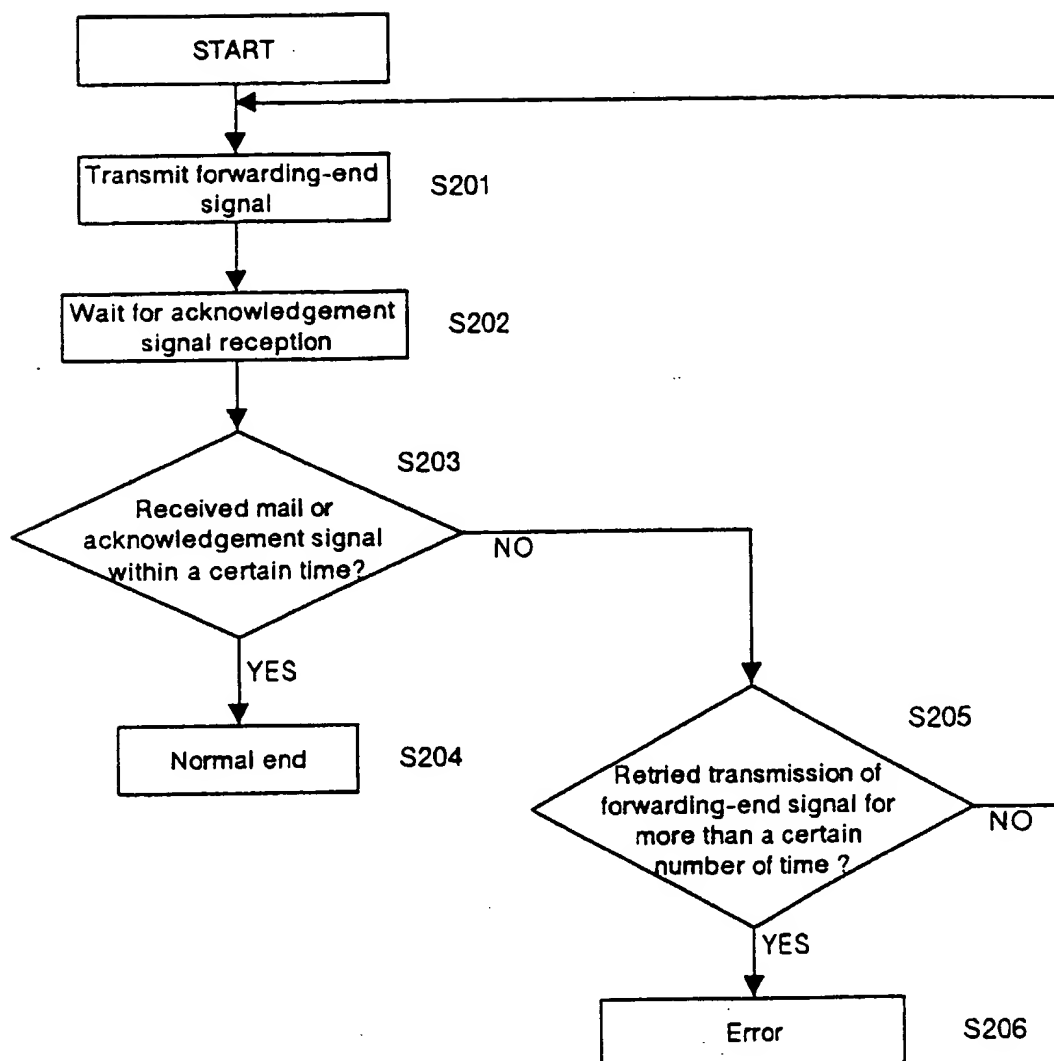 START
Transmit forwarding-end
signal
S201
Wait for acknowledgement
signal reception
S202
S203
Received mail or
acknowledgement signal
within a certain time?
NO
YES
Normal end
S204
S205
Retried transmission of
forwarding-end signal for
more than a certain
number of time ?
NO
YES
Error
S206